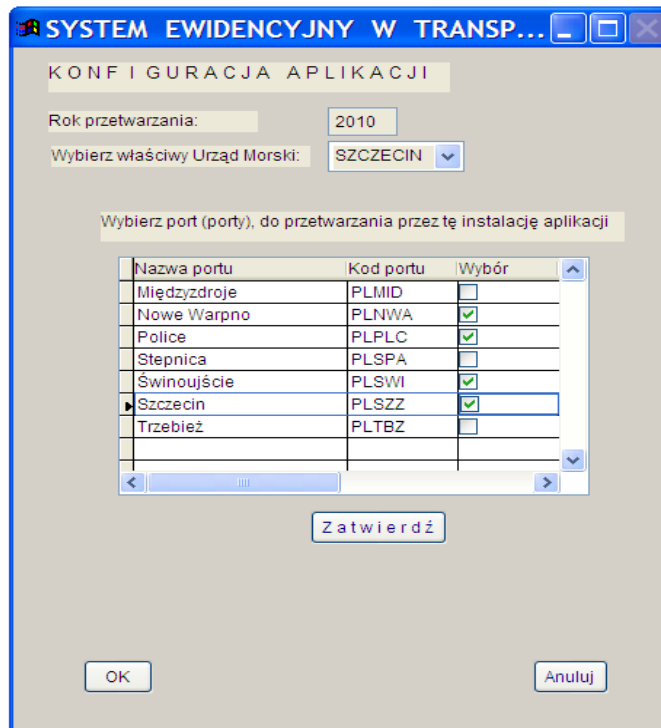 SYSTEM EWIDENCYJNY W TRANSP...
KONFIGURACJA APLIKACJI
Rok przetwarzania: 2010
Wybierz właściwy Urząd Morski: SZCZECIN
Wybierz port (porty), do przetwarzania przez tę instalację aplikacji
Nazwa portu Kod portu Wybór
Międzyzdroje PLMID
Nowe Warpno PLNWA
Police PLPLC
Stepnica PLSPA
Świnoujście PLSWI
Szczecin PLSZZ
Trzebież PLTBZ
Zatwierdź
OK Anuluj